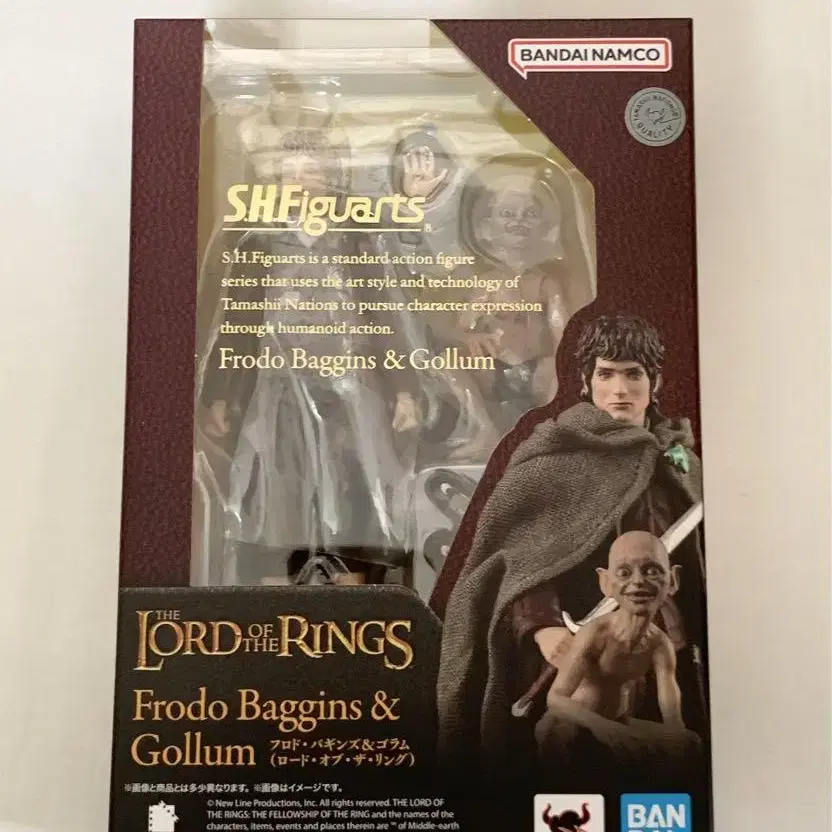 BANDAI NAMCO
TAMASHII NATIONS
QUALITY
S.H.Figuarts
S.H.Figuarts is a standard action figure
series that uses the art style and technology of
Tamashii Nations to pursue character expression
through humanoid action.
Frodo Baggins & Gollum
THE
LORD OF THE RINGS
Frodo Baggins &
Gollum フロド・バギンズ&ゴラム
(ロード・オブ・ザ・リング)
※画像と商品とは多少異なります。※画像はイメージです。
© New Line Productions, Inc. All rights reserved. THE LORD OF
THE RINGS: THE FELLOWSHIP OF THE RING and the names of the
characters, items, events and places therein are ™ of Middle-earth
BAN